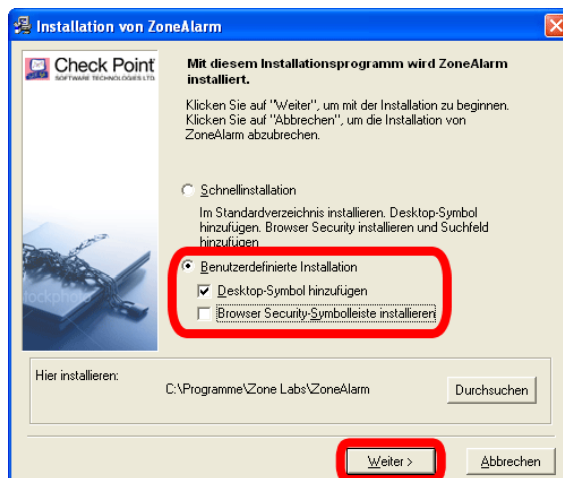 Installation von ZoneAlarm
Check Point
SOFTWARE TECHNOLOGIES LTD.
Mit diesem Installationsprogramm wird ZoneAlarm
installiert.
Klicken Sie auf "Weiter", um mit der Installation zu beginnen.
Klicken Sie auf "Abbrechen", um die Installation von
ZoneAlarm abzubrechen.
Schnellinstallation
Im Standardverzeichnis installieren. Desktop-Symbol
hinzufügen. Browser Security installieren und Suchfeld
hinzufügen
Benutzerdefinierte Installation
Desktop-Symbol hinzufügen
Browser Security-Symbolleiste installieren
Hier installieren:
C:\Programme\Zone Labs\ZoneAlarm
Durchsuchen
Weiter >
Abbrechen